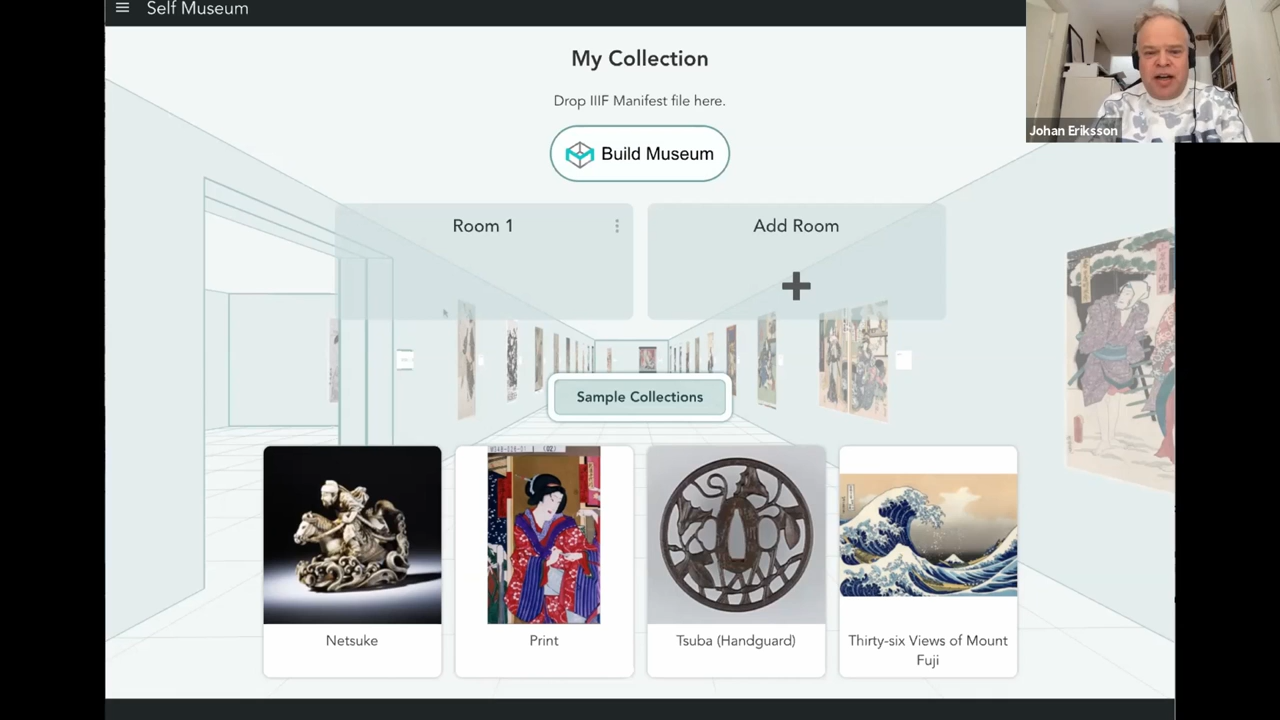 Self Museum
My Collection
Drop IIIF Manifest file here.
Build Museum
Room 1
Add Room
Sample Collections
Netsuke
Print
Tsuba (Handguard)
Thirty-six Views of Mount
Fuji
Johan Eriksson